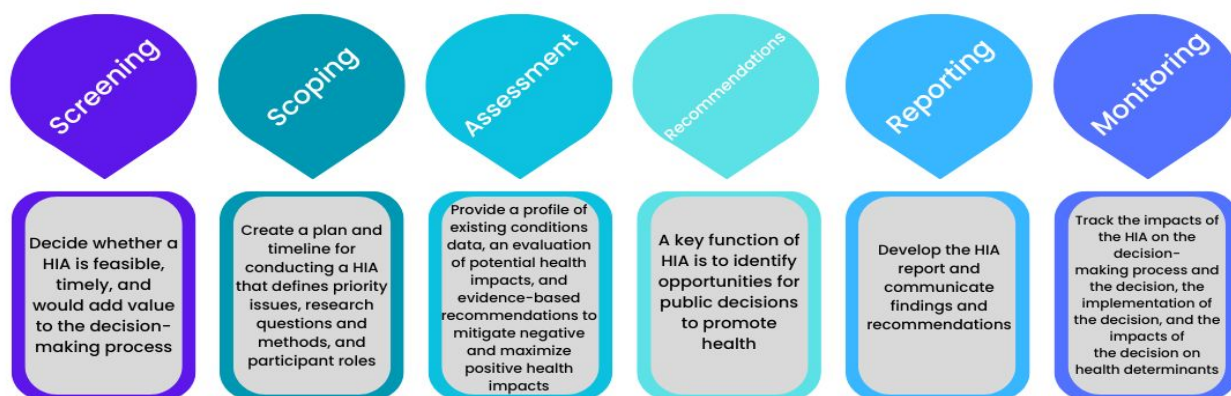 Screening
Scoping
Assessment
Recommendations
Reporting
Monitoring
Decide whether a
HIA is feasible,
timely, and
would add value
to the decision-
making process
Create a plan and
timeline for
conducting a HIA
that defines priority
issues, research
questions and
methods, and
participant roles
Provide a profile of
existing conditions
data, an evaluation
of potential health
impacts, and
evidence-based
recommendations to
mitigate negative
and maximize
positive health
impacts
A key function of
HIA is to identify
opportunities for
public decisions
to promote
health
Develop the HIA
report and
communicate
findings and
recommendations
Track the impacts of
the HIA on the
decision-
making process and
the decision, the
implementation of
the decision, and the
impacts of
the decision on
health determinants